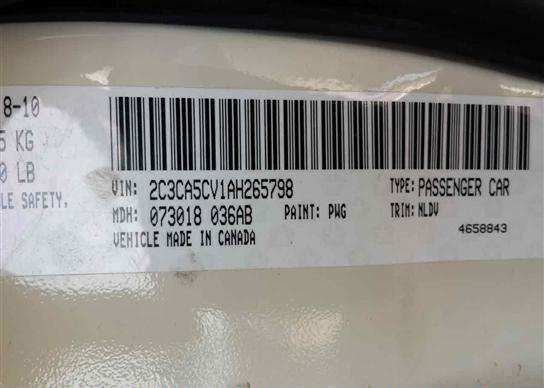 8-10
5 KG
0 LB
LE SAFETY.
VIN: 2C3CA5CV1AH265798 TYPE: PASSENGER CAR
MDH: 073018 036AB PAINT: PWG TRIM: NLDV
VEHICLE MADE IN CANADA 4658843